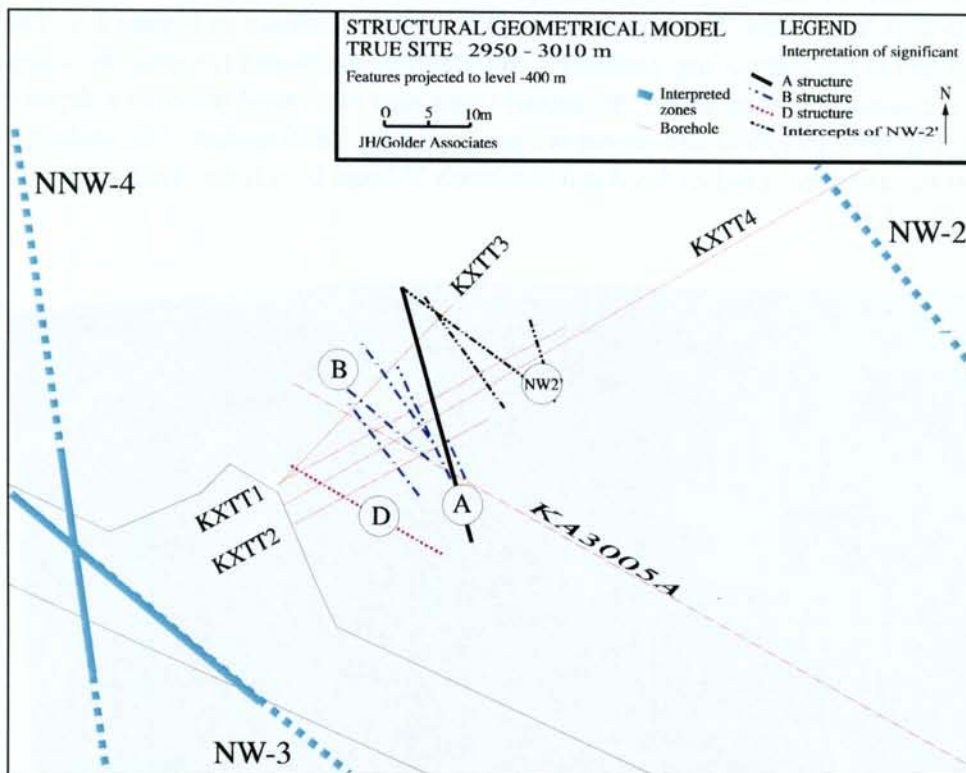 STRUCTURAL GEOMETRICAL MODEL
TRUE SITE 2950 - 3010 m
Features projected to level -400 m
0 5 10m
JH/Golder Associates
Interpreted
zones
Borehole
LEGEND
Interpretation of significant
A structure
B structure
D structure
Intercepts of NW-2'
N
NNW-4
NW-2
KXTT3
KXTT4
B
NW2'
A
D
KXTT1
KXTT2
KA3005A
NW-3